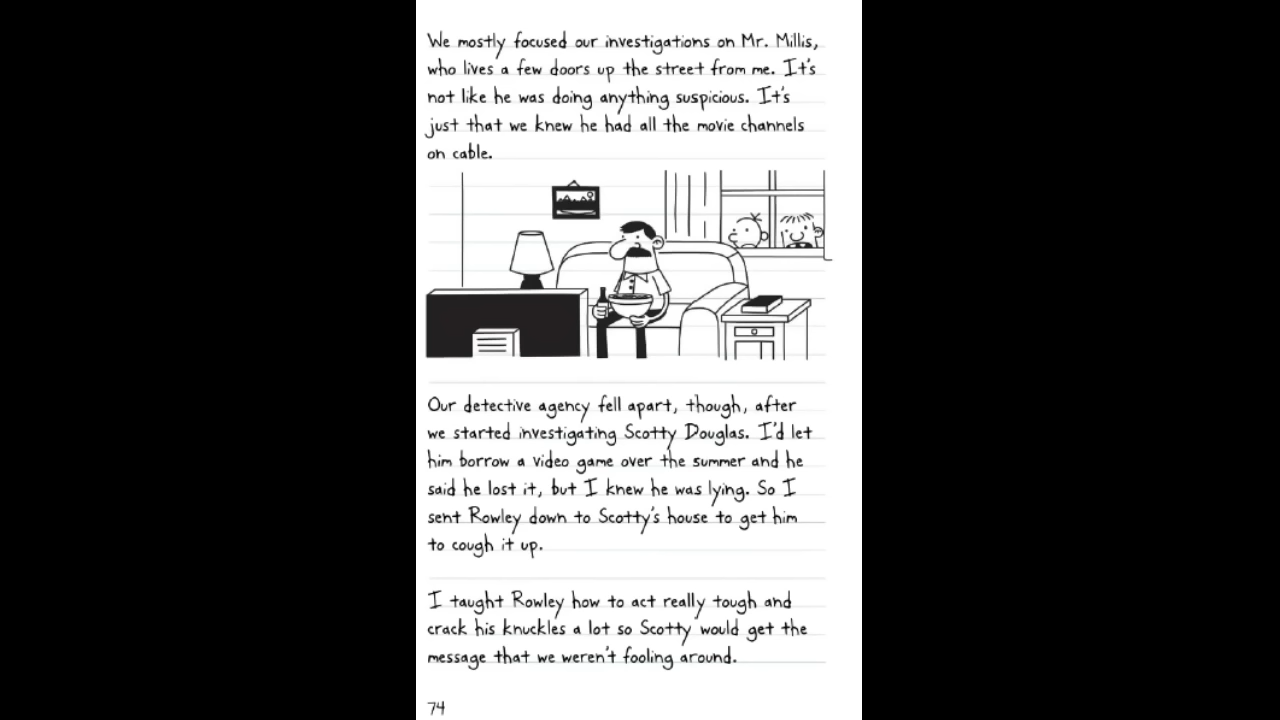 We mostly focused our investigations on Mr. Millis,
who lives a few doors up the street from me. It's
not like he was doing anything suspicious. It's
just that we knew he had all the movie channels
on cable.
Our detective agency fell apart, though, after
we started investigating Scotty Douglas. I'd let
him borrow a video game over the summer and he
said he lost it, but I knew he was lying. So I
sent Rowley down to Scotty's house to get him
to cough it up.
I taught Rowley how to act really tough and
crack his knuckles a lot so Scotty would get the
message that we weren't fooling around.
74